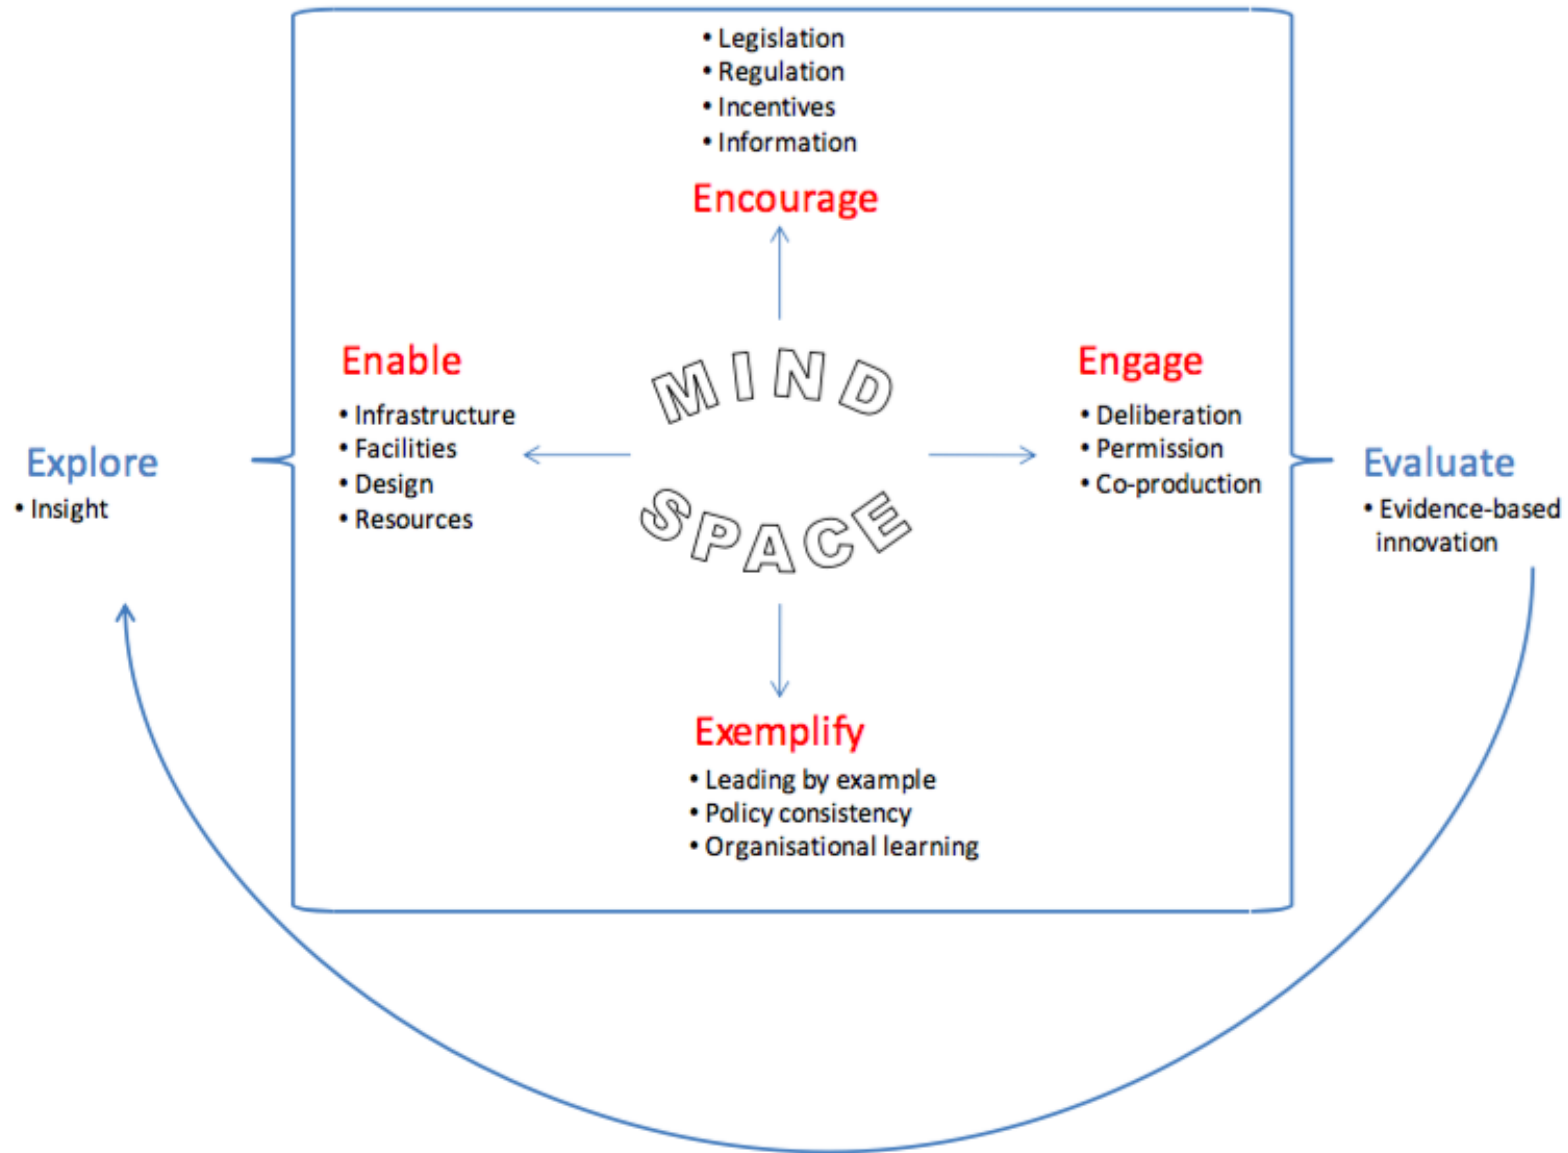 • Legislation
• Regulation
• Incentives
• Information
Encourage
Enable
• Infrastructure
• Facilities
• Design
• Resources
MIND
SPACE
Engage
• Deliberation
• Permission
• Co-production
Explore
• Insight
Evaluate
• Evidence-based
innovation
Exemplify
• Leading by example
• Policy consistency
• Organisational learning